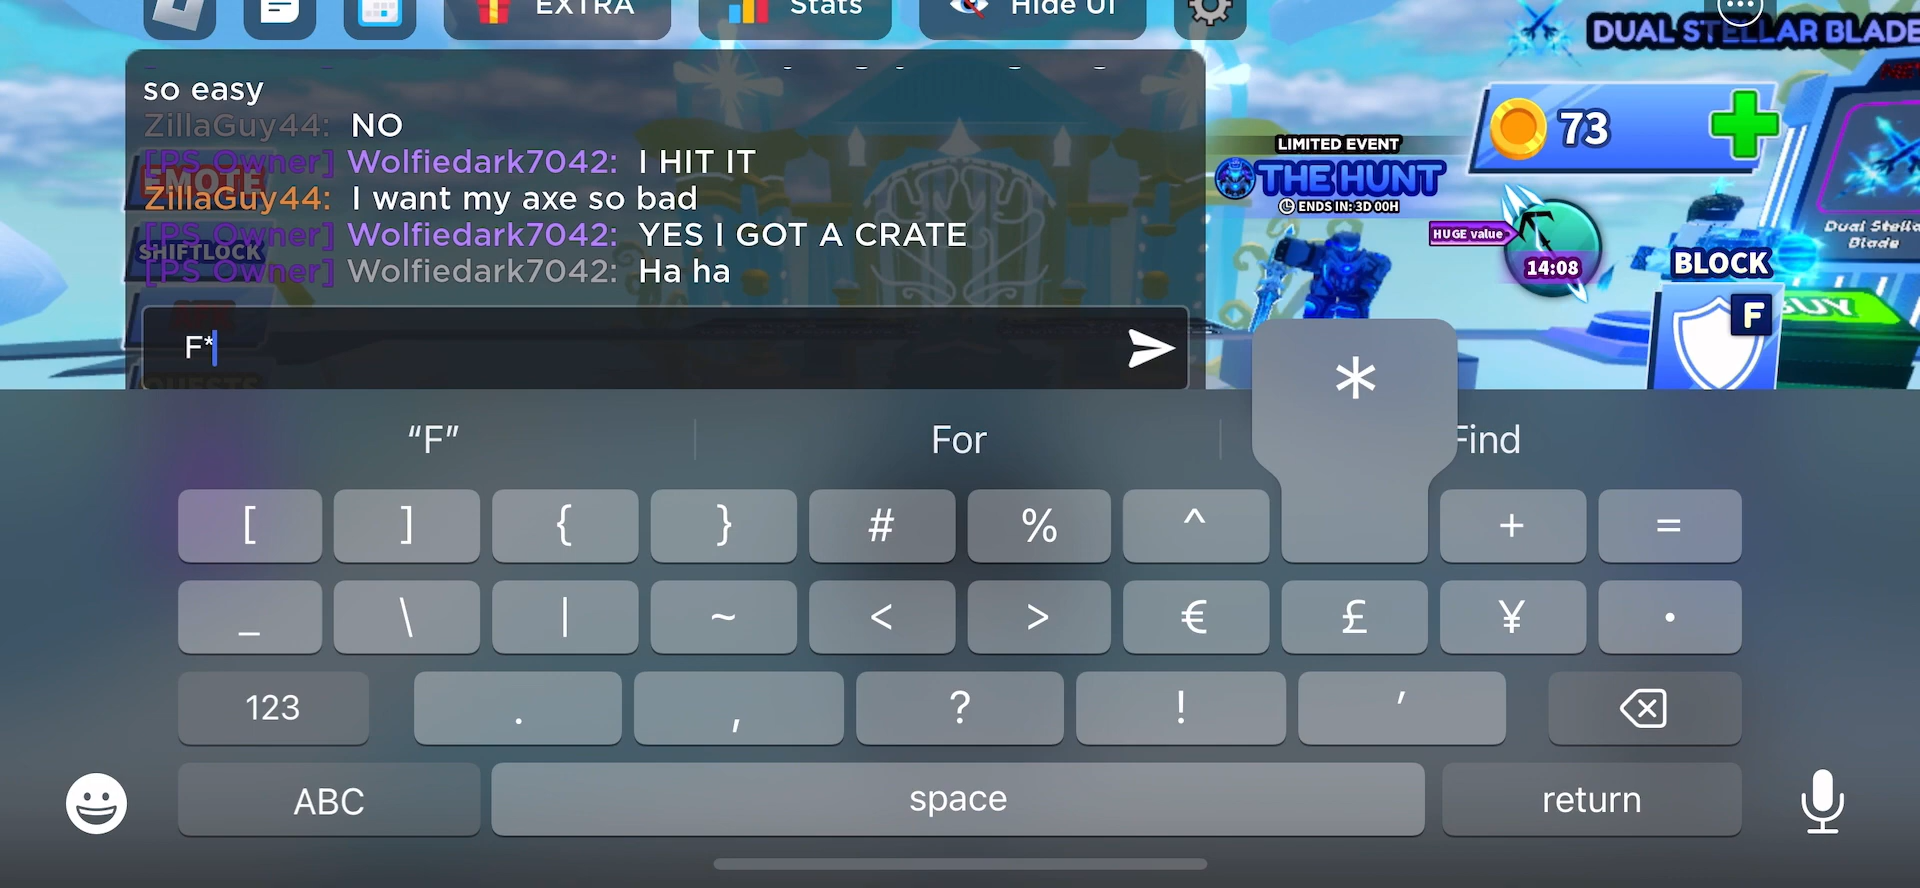 EXTRA
Stats
Hide UI
DUAL STELLAR BLADE
so easy
ZillaGuy44: NO
[PS Owner] Wolfiedark7042: I HIT IT
EMOTE
ZillaGuy44: I want my axe so bad
[PS Owner] Wolfiedark7042: YES I GOT A CRATE
SHIFTLOCK
[PS Owner] Wolfiedark7042: Ha ha
73
LIMITED EVENT
THE HUNT
ENDS IN: 3D 00H
HUGE value
14:08
Dual Stella
Blade
BLOCK
F
BUY
F*
QUESTS
*
“F”
For
Find
[ ] { } # % ^ + =
_ \ | ~ < > € £ ¥ •
123 . , ? ! ’
ABC space return